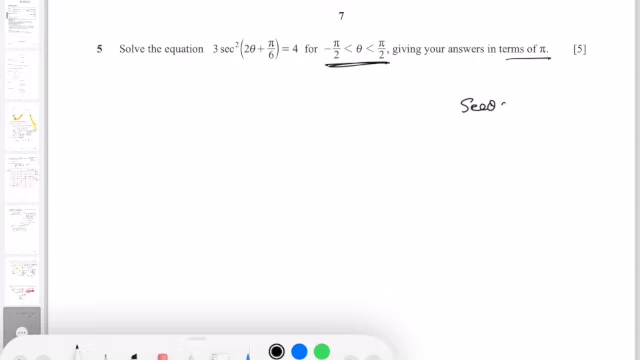 7
5 Solve the equation 3 sec²(2θ + π/6) = 4 for −π/2 < θ < π/2, giving your answers in terms of π. [5]
Secθ